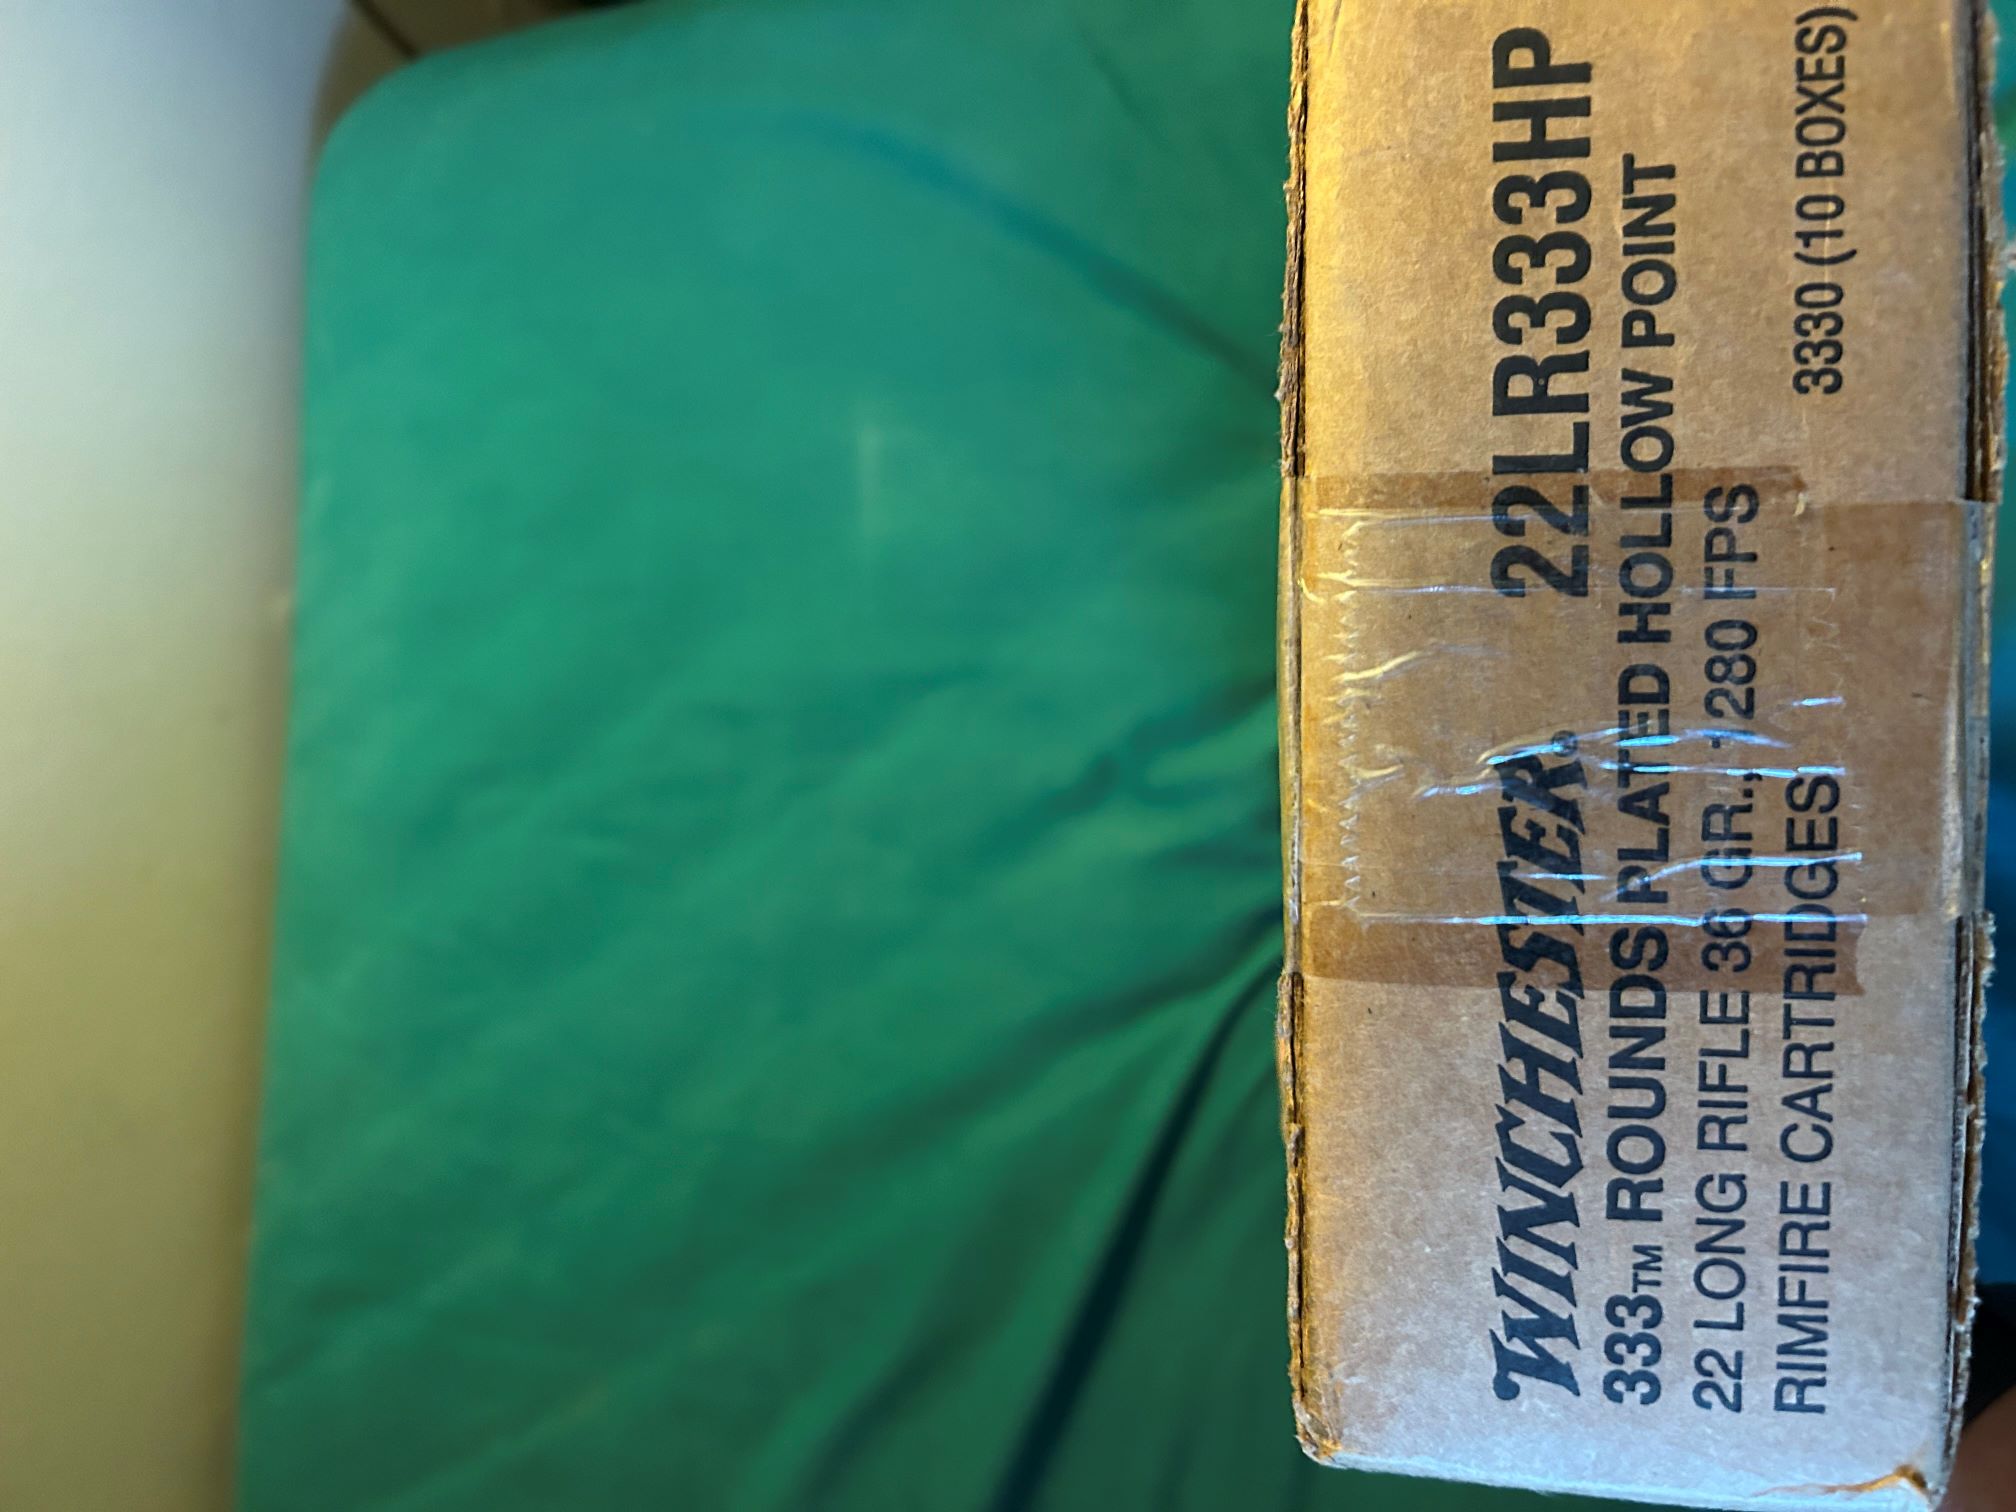 WINCHESTER® 22LR333HP
333™ ROUNDS PLATED HOLLOW POINT
22 LONG RIFLE 36 GR., 1280 FPS
RIMFIRE CARTRIDGES 3330 (10 BOXES)